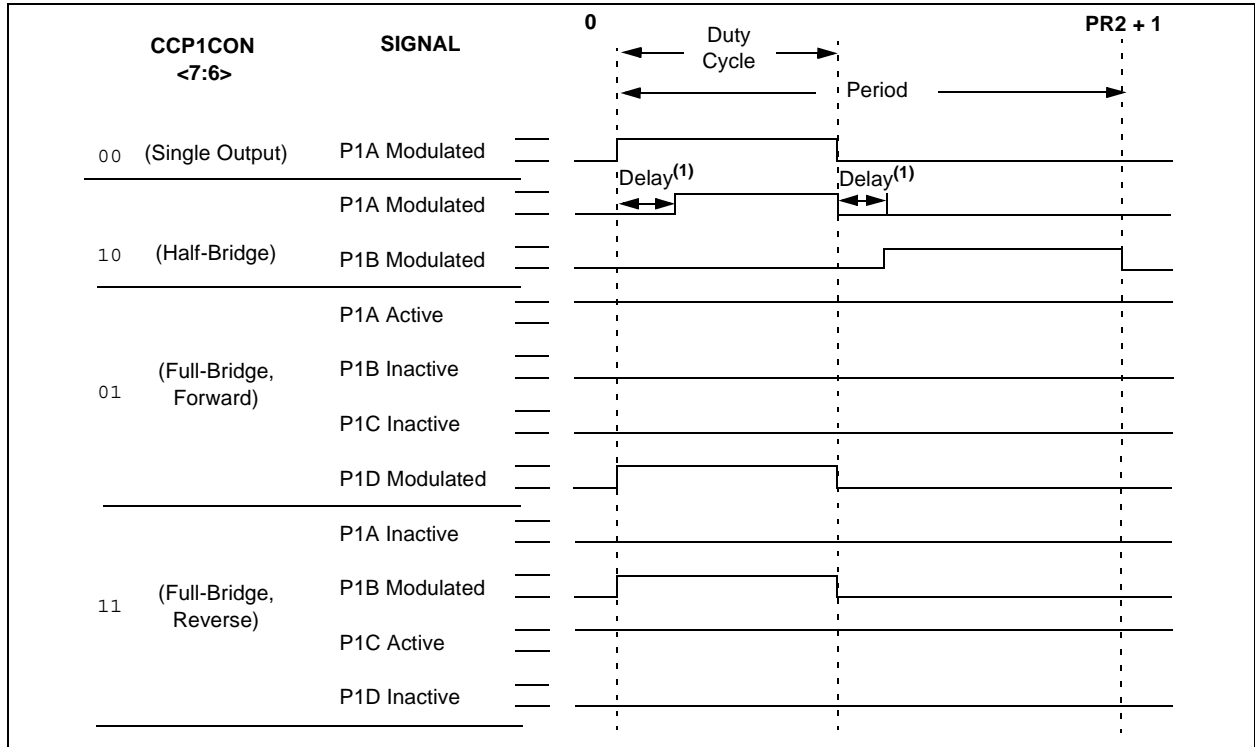 CCP1CON
<7:6>
SIGNAL
0
PR2 + 1
Duty
Cycle
Period
00 (Single Output) P1A Modulated
Delay(1)
Delay(1)
P1A Modulated
10 (Half-Bridge)
P1B Modulated
P1A Active
01 (Full-Bridge,
Forward)
P1B Inactive
P1C Inactive
P1D Modulated
P1A Inactive
11 (Full-Bridge,
Reverse)
P1B Modulated
P1C Active
P1D Inactive